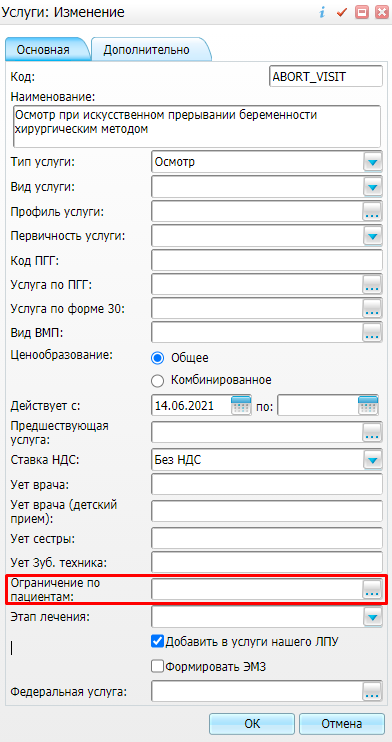 Услуги: Изменение
Основная Дополнительно
Код: ABORT_VISIT
Наименование:
Осмотр при искусственном прерывании беременности
хирургическим методом
Тип услуги: Осмотр
Вид услуги:
Профиль услуги:
Первичность услуги:
Код ПГГ:
Услуга по ПГГ:
Услуга по форме 30:
Вид ВМП:
Ценообразование: Общее
Комбинированное
Действует с: 14.06.2021 по:
Предшествующая
услуга:
Ставка НДС: Без НДС
Ует врача:
Ует врача (детский
прием):
Ует сестры:
Ует Зуб. техника:
Ограничение по
пациентам:
Этап лечения:
Добавить в услуги нашего ЛПУ
Формировать ЭМЗ
Федеральная услуга:
ОК Отмена